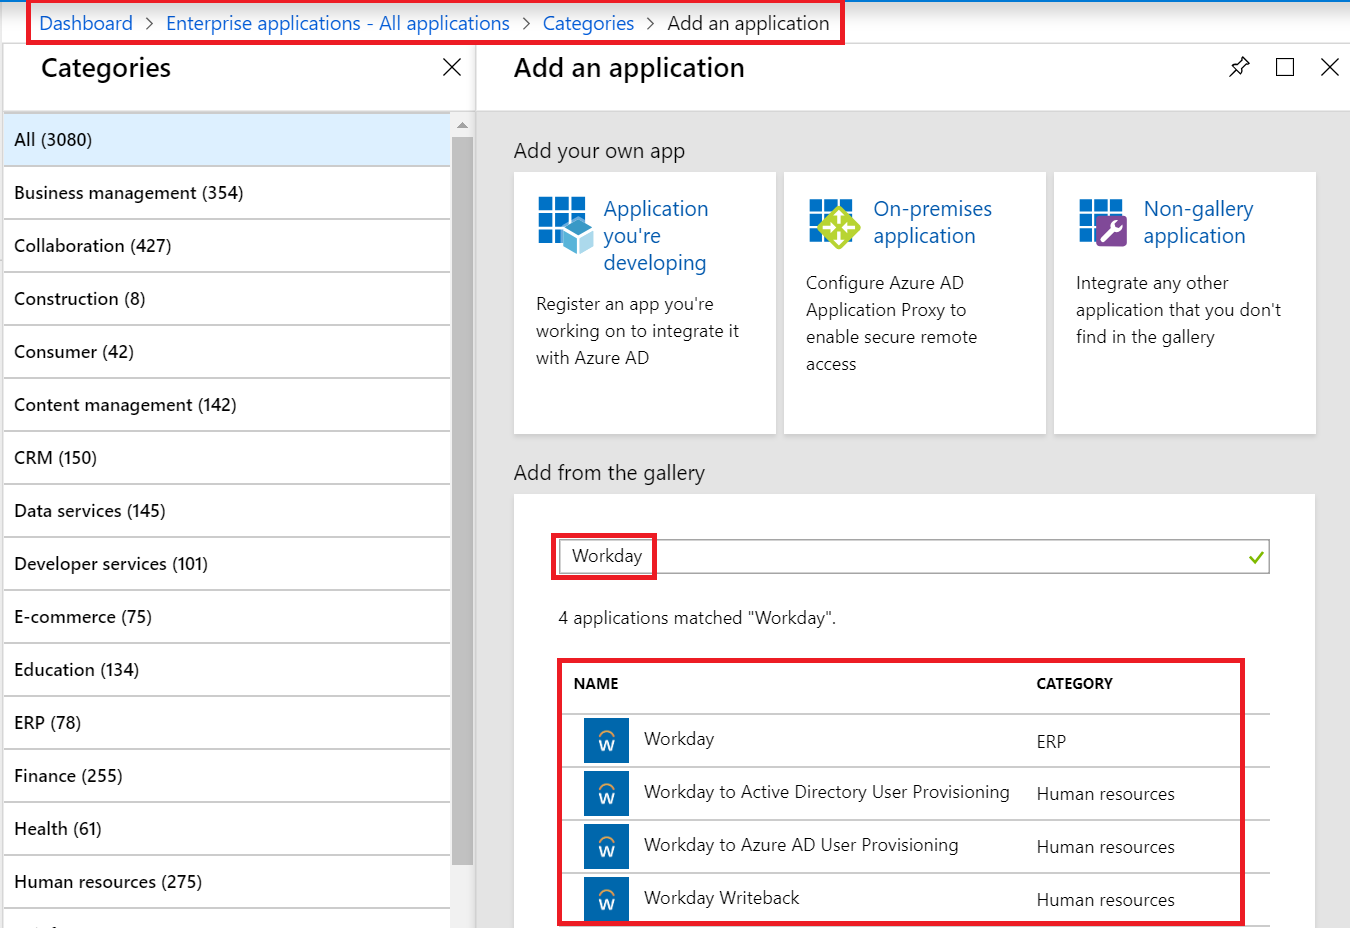 Dashboard > Enterprise applications - All applications > Categories > Add an application
Categories
All (3080)
Business management (354)
Collaboration (427)
Construction (8)
Consumer (42)
Content management (142)
CRM (150)
Data services (145)
Developer services (101)
E-commerce (75)
Education (134)
ERP (78)
Finance (255)
Health (61)
Human resources (275)
Add an application
Add your own app
Application
you're
developing
Register an app you're
working on to integrate it
with Azure AD
On-premises
application
Configure Azure AD
Application Proxy to
enable secure remote
access
Non-gallery
application
Integrate any other
application that you don't
find in the gallery
Add from the gallery
Workday
4 applications matched "Workday".
NAME CATEGORY
W Workday ERP
W Workday to Active Directory User Provisioning Human resources
W Workday to Azure AD User Provisioning Human resources
W Workday Writeback Human resources